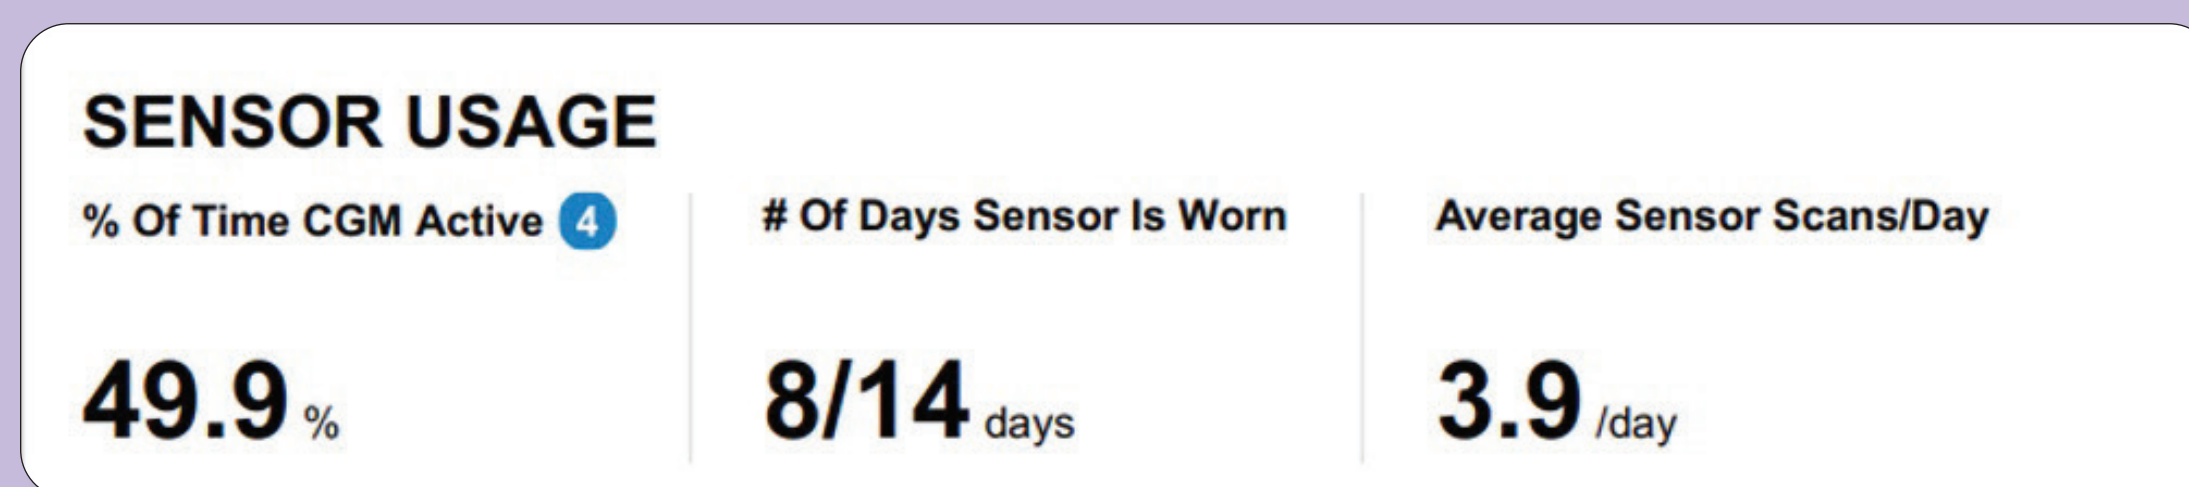 SENSOR USAGE
% Of Time CGM Active 4
49.9 %
# Of Days Sensor Is Worn
8/14 days
Average Sensor Scans/Day
3.9 /day